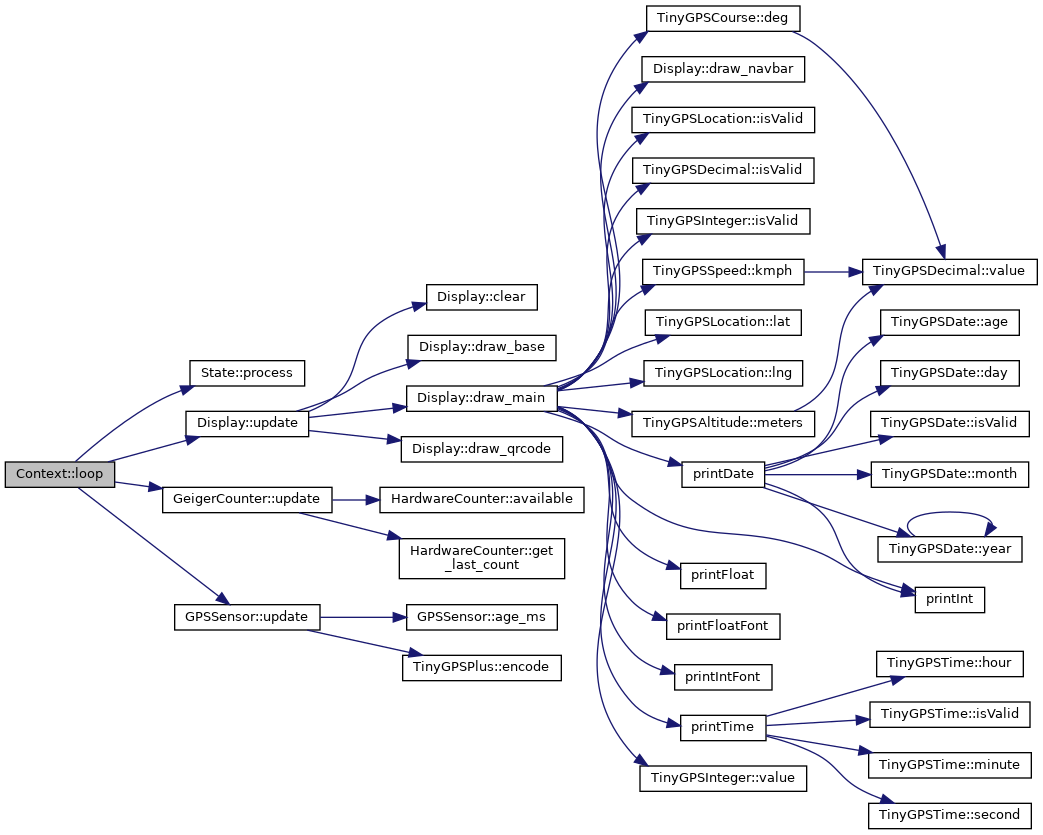 Context::loop
State::process
Display::update
GeigerCounter::update
GPSSensor::update
Display::clear
Display::draw_base
Display::draw_main
Display::draw_qrcode
HardwareCounter::available
HardwareCounter::get
_last_count
GPSSensor::age_ms
TinyGPSPlus::encode
TinyGPSCourse::deg
Display::draw_navbar
TinyGPSLocation::isValid
TinyGPSDecimal::isValid
TinyGPSInteger::isValid
TinyGPSSpeed::kmph
TinyGPSLocation::lat
TinyGPSLocation::lng
TinyGPSAltitude::meters
printDate
printFloat
printFloatFont
printIntFont
printTime
TinyGPSInteger::value
TinyGPSDecimal::value
TinyGPSDate::age
TinyGPSDate::day
TinyGPSDate::isValid
TinyGPSDate::month
TinyGPSDate::year
printInt
TinyGPSTime::hour
TinyGPSTime::isValid
TinyGPSTime::minute
TinyGPSTime::second